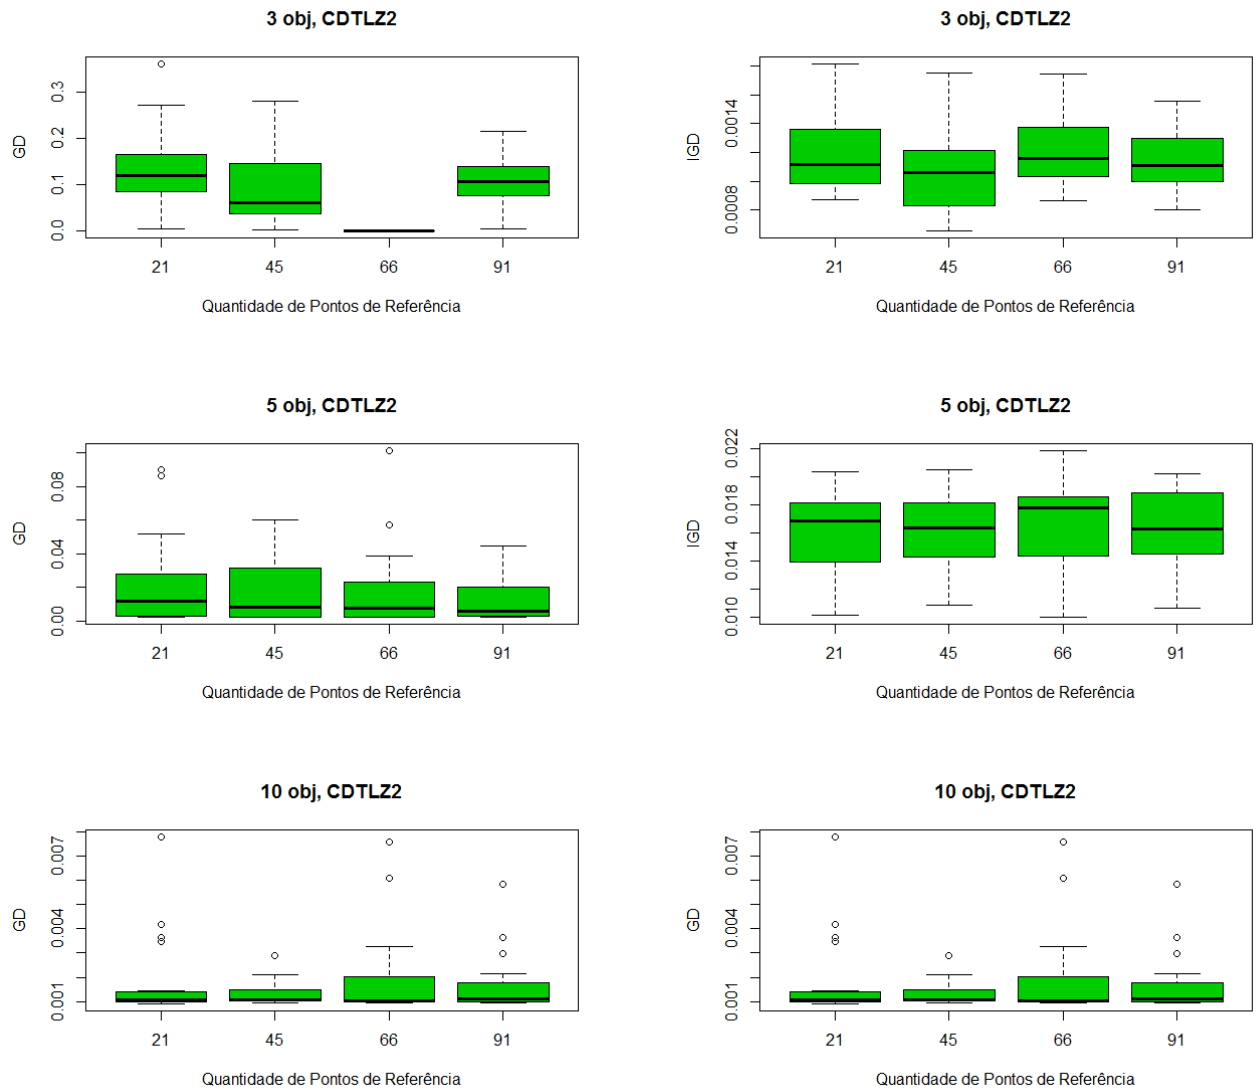 3 obj, CDTLZ2
GD
0.0 0.1 0.2 0.3
21 45 66 91
Quantidade de Pontos de Referência
3 obj, CDTLZ2
IGD
0.0008 0.0014
21 45 66 91
Quantidade de Pontos de Referência
5 obj, CDTLZ2
GD
0.00 0.04 0.08
21 45 66 91
Quantidade de Pontos de Referência
5 obj, CDTLZ2
IGD
0.010 0.014 0.018 0.022
21 45 66 91
Quantidade de Pontos de Referência
10 obj, CDTLZ2
GD
0.001 0.004 0.007
21 45 66 91
Quantidade de Pontos de Referência
10 obj, CDTLZ2
GD
0.001 0.004 0.007
21 45 66 91
Quantidade de Pontos de Referência